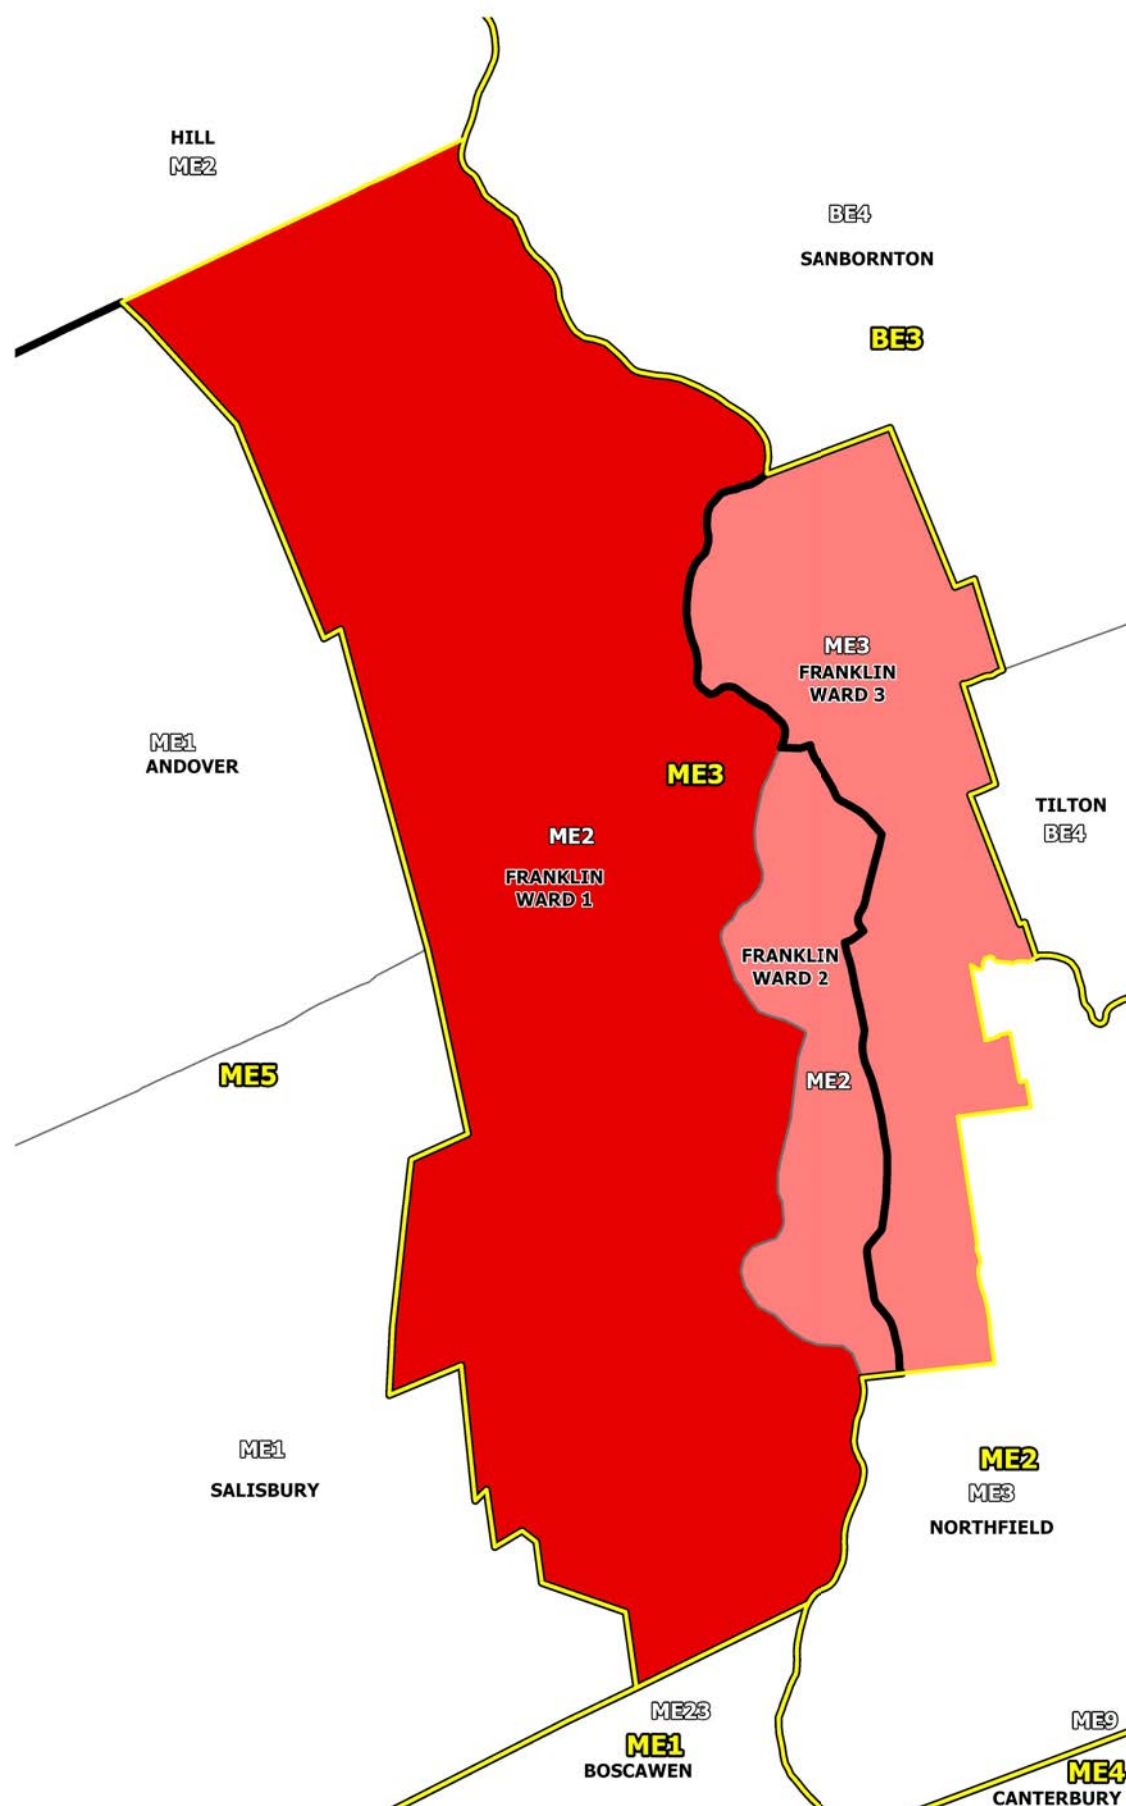 HILL
ME2
BE4
SANBORNTON
BE3
ME3
FRANKLIN
WARD 3
ME1
ANDOVER
ME3
TILTON
BE4
ME2
FRANKLIN
WARD 1
FRANKLIN
WARD 2
ME5
ME2
ME1
SALISBURY
ME2
ME3
NORTHFIELD
ME23
ME1
BOSCAWEN
ME9
ME4
CANTERBURY